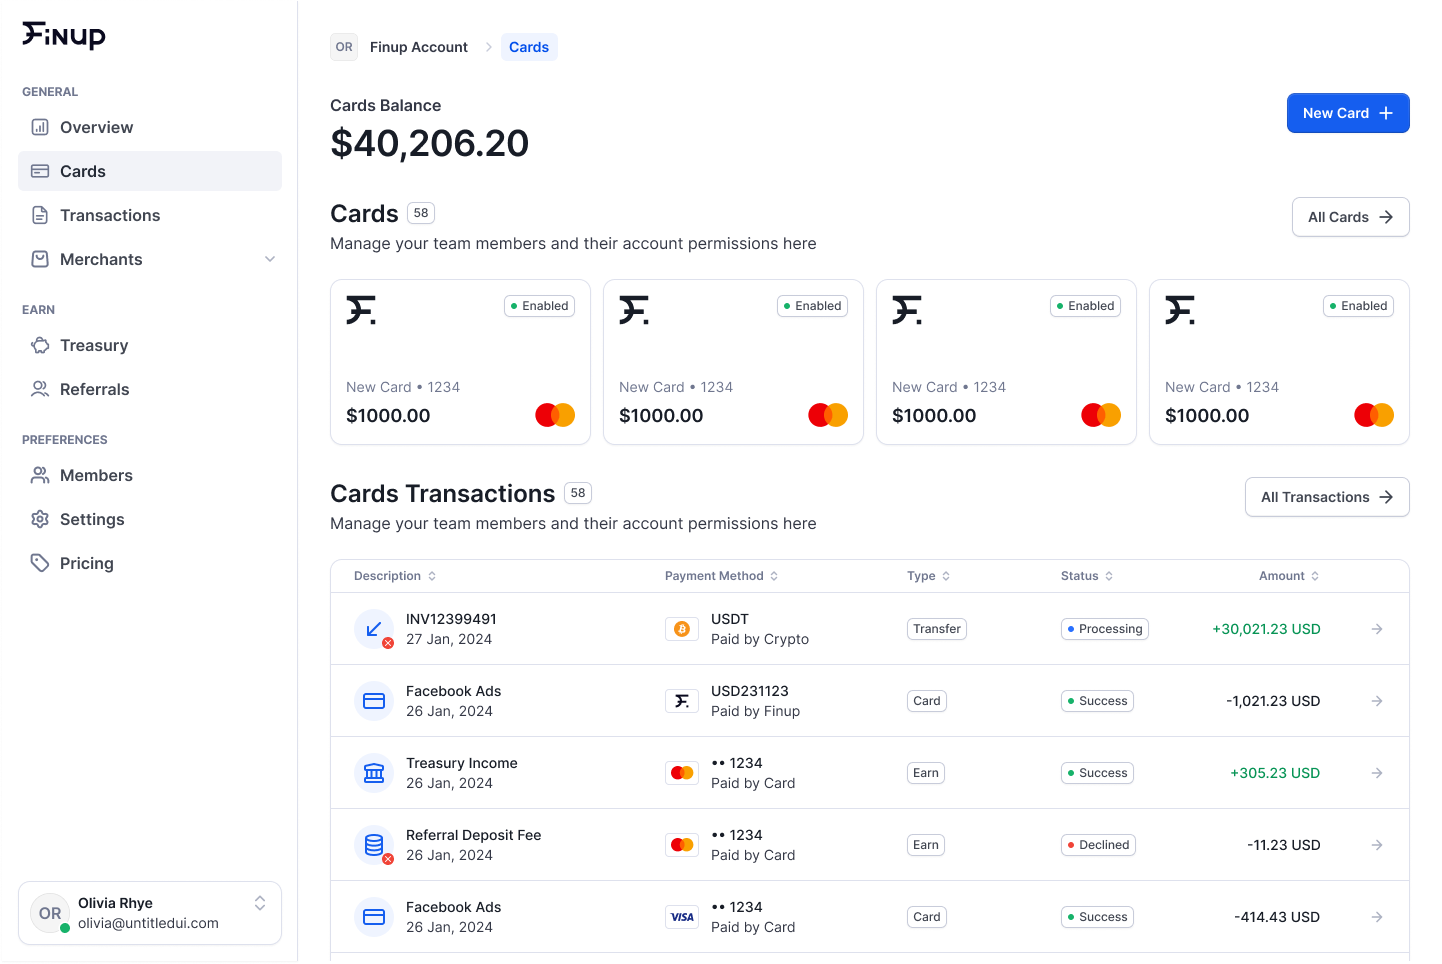 Finup
GENERAL
Overview
Cards
Transactions
Merchants
EARN
Treasury
Referrals
PREFERENCES
Members
Settings
Pricing
OR
Olivia Rhye
olivia@untitledui.com
OR Finup Account Cards
Cards Balance
$40,206.20
New Card
Cards 58
Manage your team members and their account permissions here
All Cards
Enabled
New Card • 1234
$1000.00
Enabled
New Card • 1234
$1000.00
Enabled
New Card • 1234
$1000.00
Enabled
New Card • 1234
$1000.00
Cards Transactions 58
Manage your team members and their account permissions here
All Transactions
Description Payment Method Type Status Amount
INV12399491
27 Jan, 2024
USDT
Paid by Crypto
Transfer
Processing
+30,021.23 USD
Facebook Ads
26 Jan, 2024
USD231123
Paid by Finup
Card
Success
-1,021.23 USD
Treasury Income
26 Jan, 2024
•• 1234
Paid by Card
Earn
Success
+305.23 USD
Referral Deposit Fee
26 Jan, 2024
•• 1234
Paid by Card
Earn
Declined
-11.23 USD
Facebook Ads
26 Jan, 2024
VISA
•• 1234
Paid by Card
Card
Success
-414.43 USD